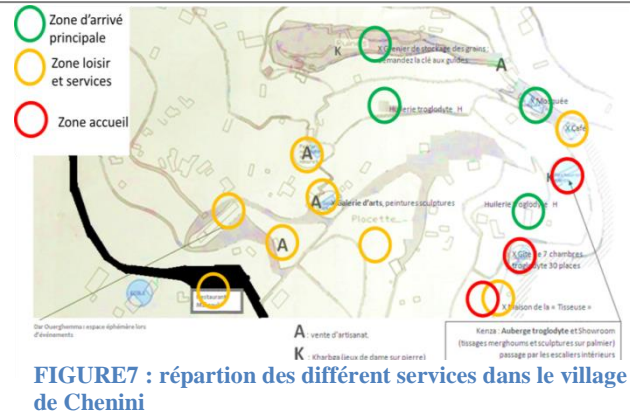 Zone d'arrivé
principale
Zone loisir
et services
Zone accueil
K
X Grenier de stockage des grains,
demandez la clé aux guides
A
Huilerie troglodyte H
X Mosquée
X Café
A
K
A
X Galerie d'arts, peintures sculptures
Huilerie troglodyte H
Placette
A
X Gîte de 7 chambres
troglodyte 30 places
Restaurant
X Maison de la « Tisseuse »
Dar Ouerghemma : espace éphémère lors
d'événements
A : vente d'artisanat.
K : Kharbga (jeux de dame sur pierre)
Kenza : Auberge troglodyte et Showroom
(tissages merghoums et sculptures sur palmier)
passage par les escaliers intérieurs
FIGURE7 : répartion des différent services dans le village
de Chenini